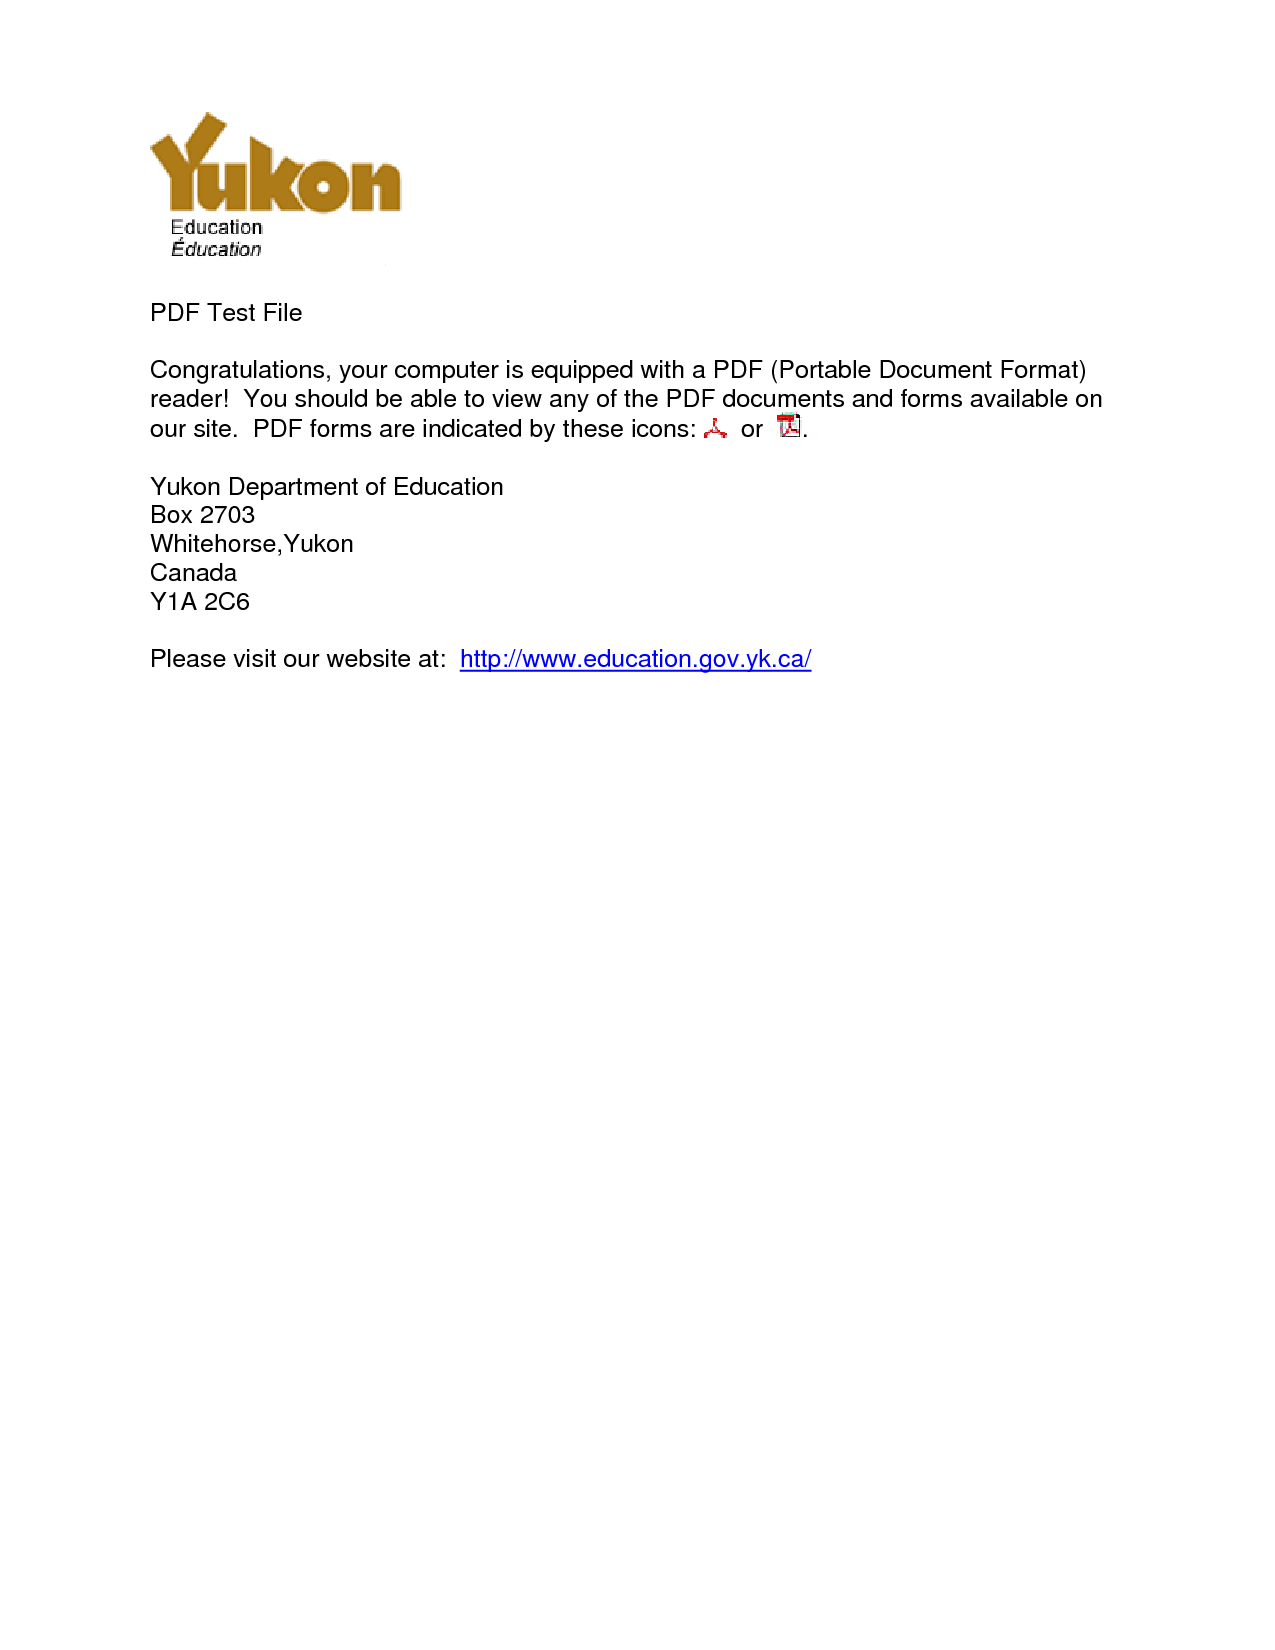 Yukon
Education
Éducation
PDF Test File
Congratulations, your computer is equipped with a PDF (Portable Document Format)
reader!  You should be able to view any of the PDF documents and forms available on
our site.  PDF forms are indicated by these icons:  or .
Yukon Department of Education
Box 2703
Whitehorse,Yukon
Canada
Y1A 2C6
Please visit our website at:  http://www.education.gov.yk.ca/